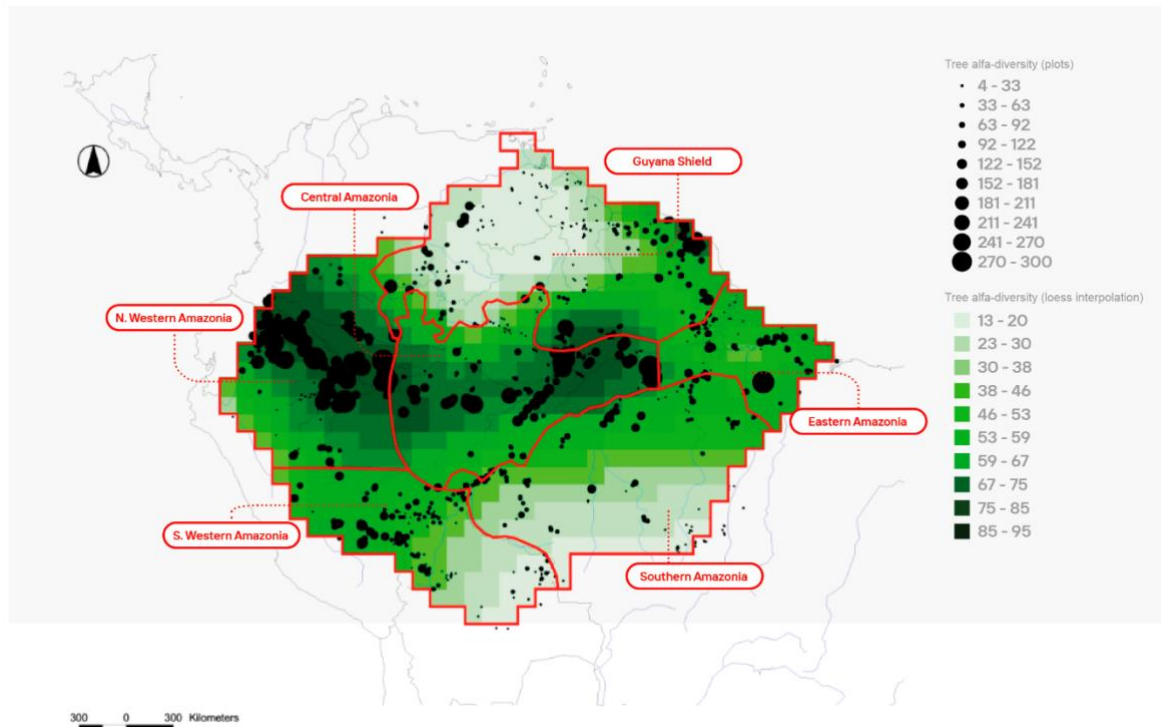 Tree alfa-diversity (plots)
4 - 33
33 - 63
63 - 92
92 - 122
122 - 152
152 - 181
181 - 211
211 - 241
241 - 270
270 - 300
Guyana Shield
Central Amazonia
N. Western Amazonia
Tree alfa-diversity (loess interpolation)
13 - 20
23 - 30
30 - 38
38 - 46
46 - 53
53 - 59
59 - 67
67 - 75
75 - 85
85 - 95
Eastern Amazonia
S. Western Amazonia
Southern Amazonia
300 0 300 Kilometers